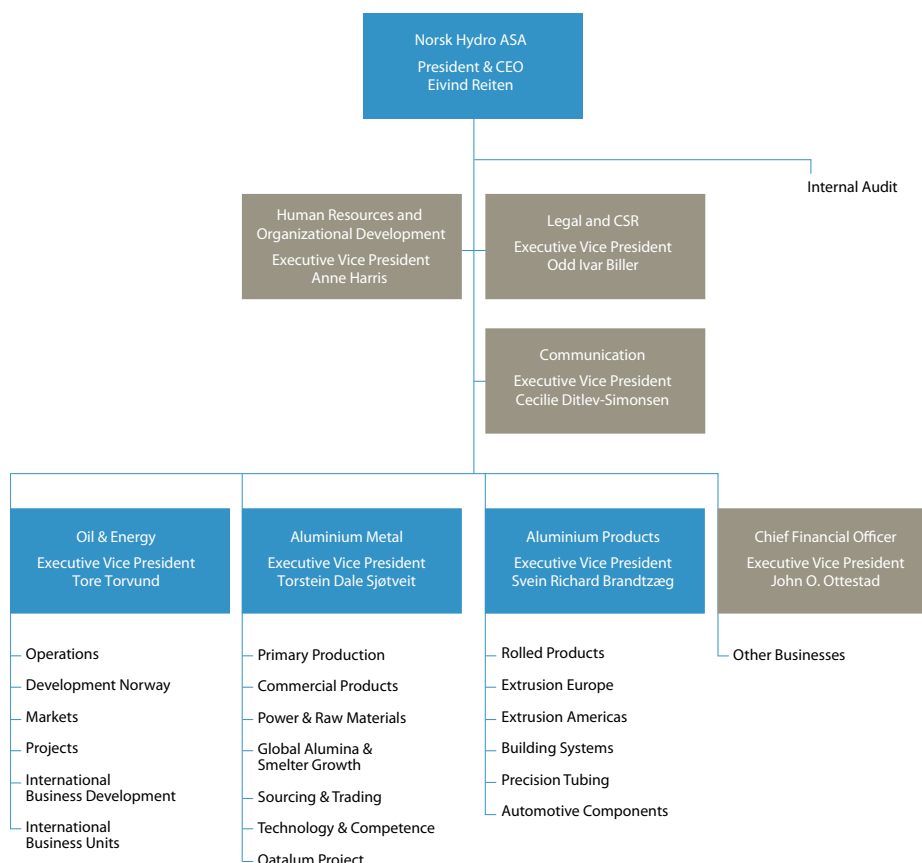 Norsk Hydro ASA
President & CEO
Eivind Reiten
Internal Audit
Human Resources and
Organizational Development
Executive Vice President
Anne Harris
Legal and CSR
Executive Vice President
Odd Ivar Biller
Communication
Executive Vice President
Cecilie Ditlev-Simonsen
Oil & Energy
Executive Vice President
Tore Torvund
Aluminium Metal
Executive Vice President
Torstein Dale Sjøtveit
Aluminium Products
Executive Vice President
Svein Richard Brandtzæg
Chief Financial Officer
Executive Vice President
John O. Ottestad
Operations
Development Norway
Markets
Projects
International
Business Development
International
Business Units
Primary Production
Commercial Products
Power & Raw Materials
Global Alumina &
Smelter Growth
Sourcing & Trading
Technology & Competence
Qatalum Project
Rolled Products
Extrusion Europe
Extrusion Americas
Building Systems
Precision Tubing
Automotive Components
Other Businesses